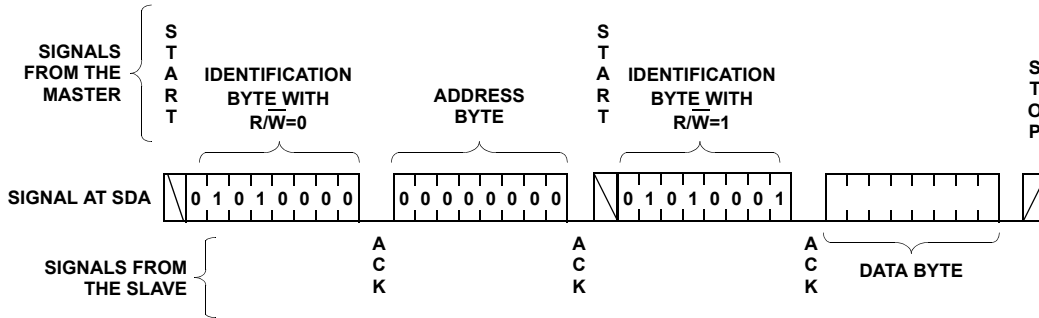 SIGNALS
FROM THE
MASTER
S
T
A
R
T
IDENTIFICATION
BYTE WITH
R/W̅=0
ADDRESS
BYTE
S
T
A
R
T
IDENTIFICATION
BYTE WITH
R/W̅=1
S
T
O
P
SIGNAL AT SDA
0 1 0 1 0 0 0 0
0 0 0 0 0 0 0 0
0 1 0 1 0 0 0 1
SIGNALS FROM
THE SLAVE
A
C
K
A
C
K
A
C
K
DATA BYTE